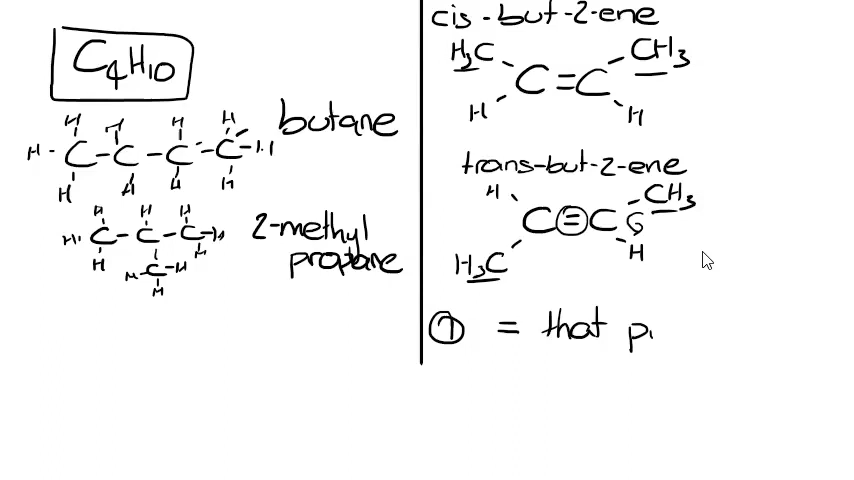 C4H10
H H H H
H - C - C - C - C - H
H H H H
butane
H H H
H - C - C - C - H
H H
H - C - H
H
2-methyl
propane
cis-but-2-ene
H3C CH3
C = C
H H
trans-but-2-ene
H CH3
C = C
H3C H
1 = that